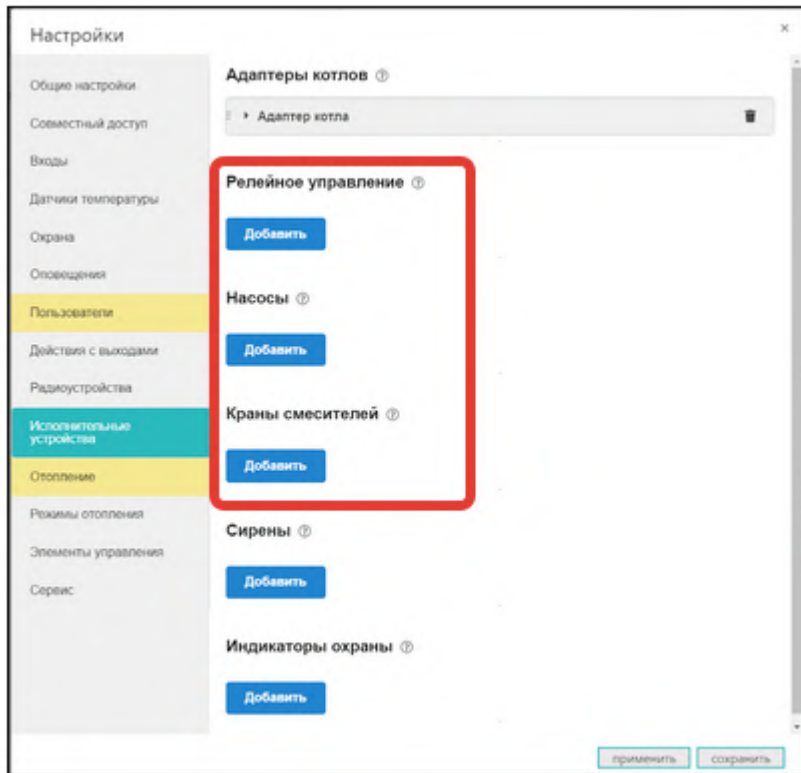 Настройки
×
Общие настройки
Совместный доступ
Входы
Датчики температуры
Охрана
Оповещения
Пользователи
Действия с выходами
Радиоустройства
Исполнительные
устройства
Отопление
Режимы отопления
Элементы управления
Сервис
Адаптеры котлов ?
Адаптер котла
Релейное управление ?
Добавить
Насосы ?
Добавить
Краны смесителей ?
Добавить
Сирены ?
Добавить
Индикаторы охраны ?
Добавить
применить
сохранить